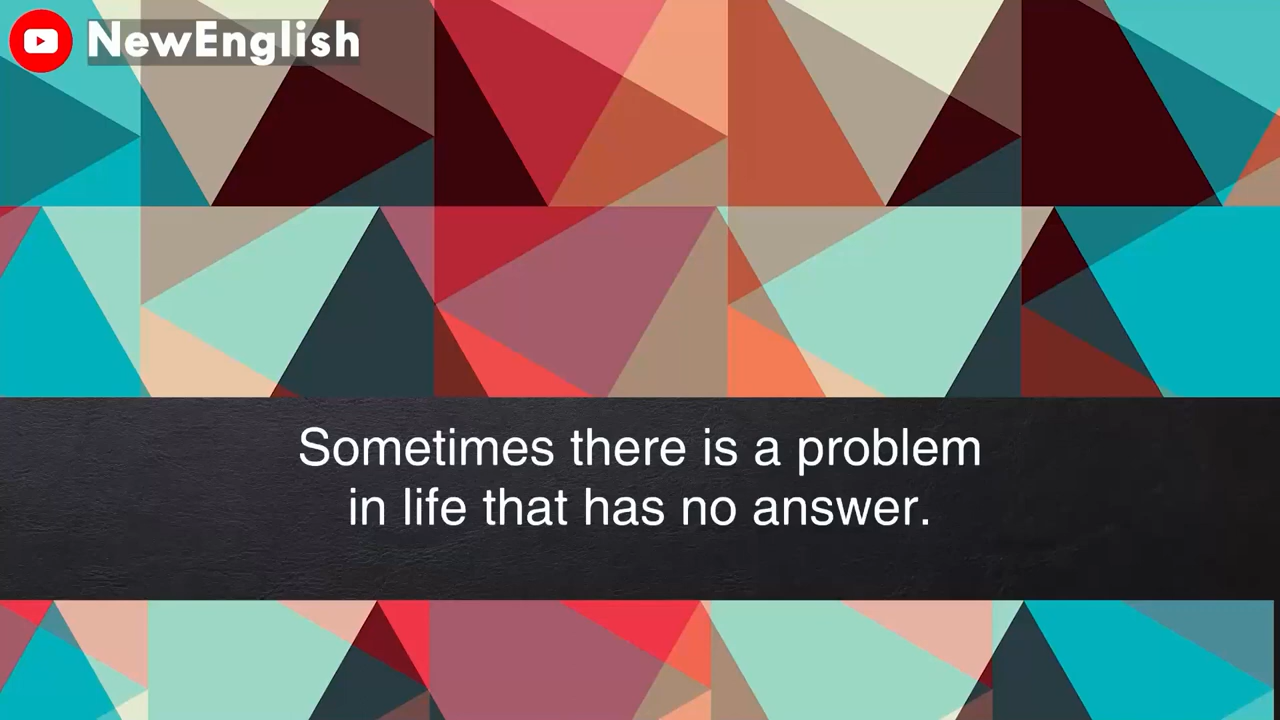 NewEnglish
Sometimes there is a problem
in life that has no answer.